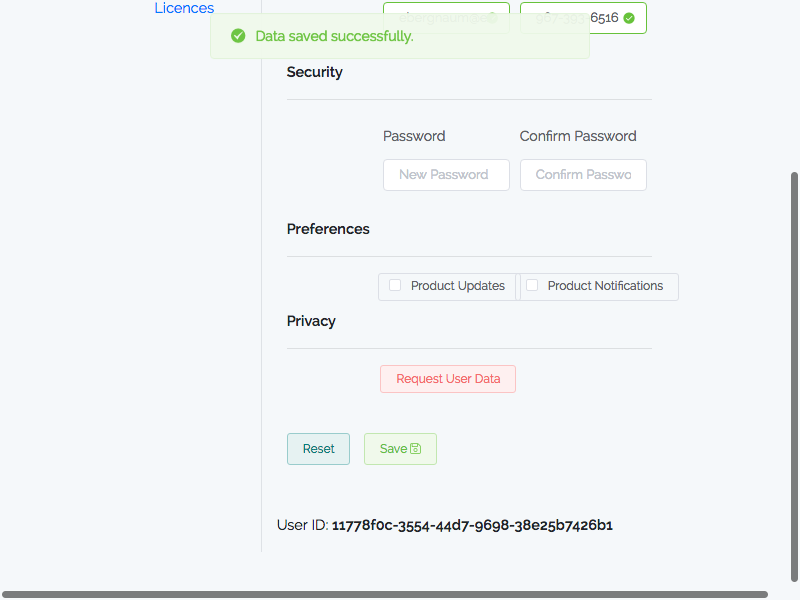 Licences
6516
Data saved successfully.
Security
Password Confirm Password
New Password Confirm Passwo
Preferences
Product Updates Product Notifications
Privacy
Request User Data
Reset Save
User ID: 11778f0c-3554-44d7-9698-38e25b7426b1